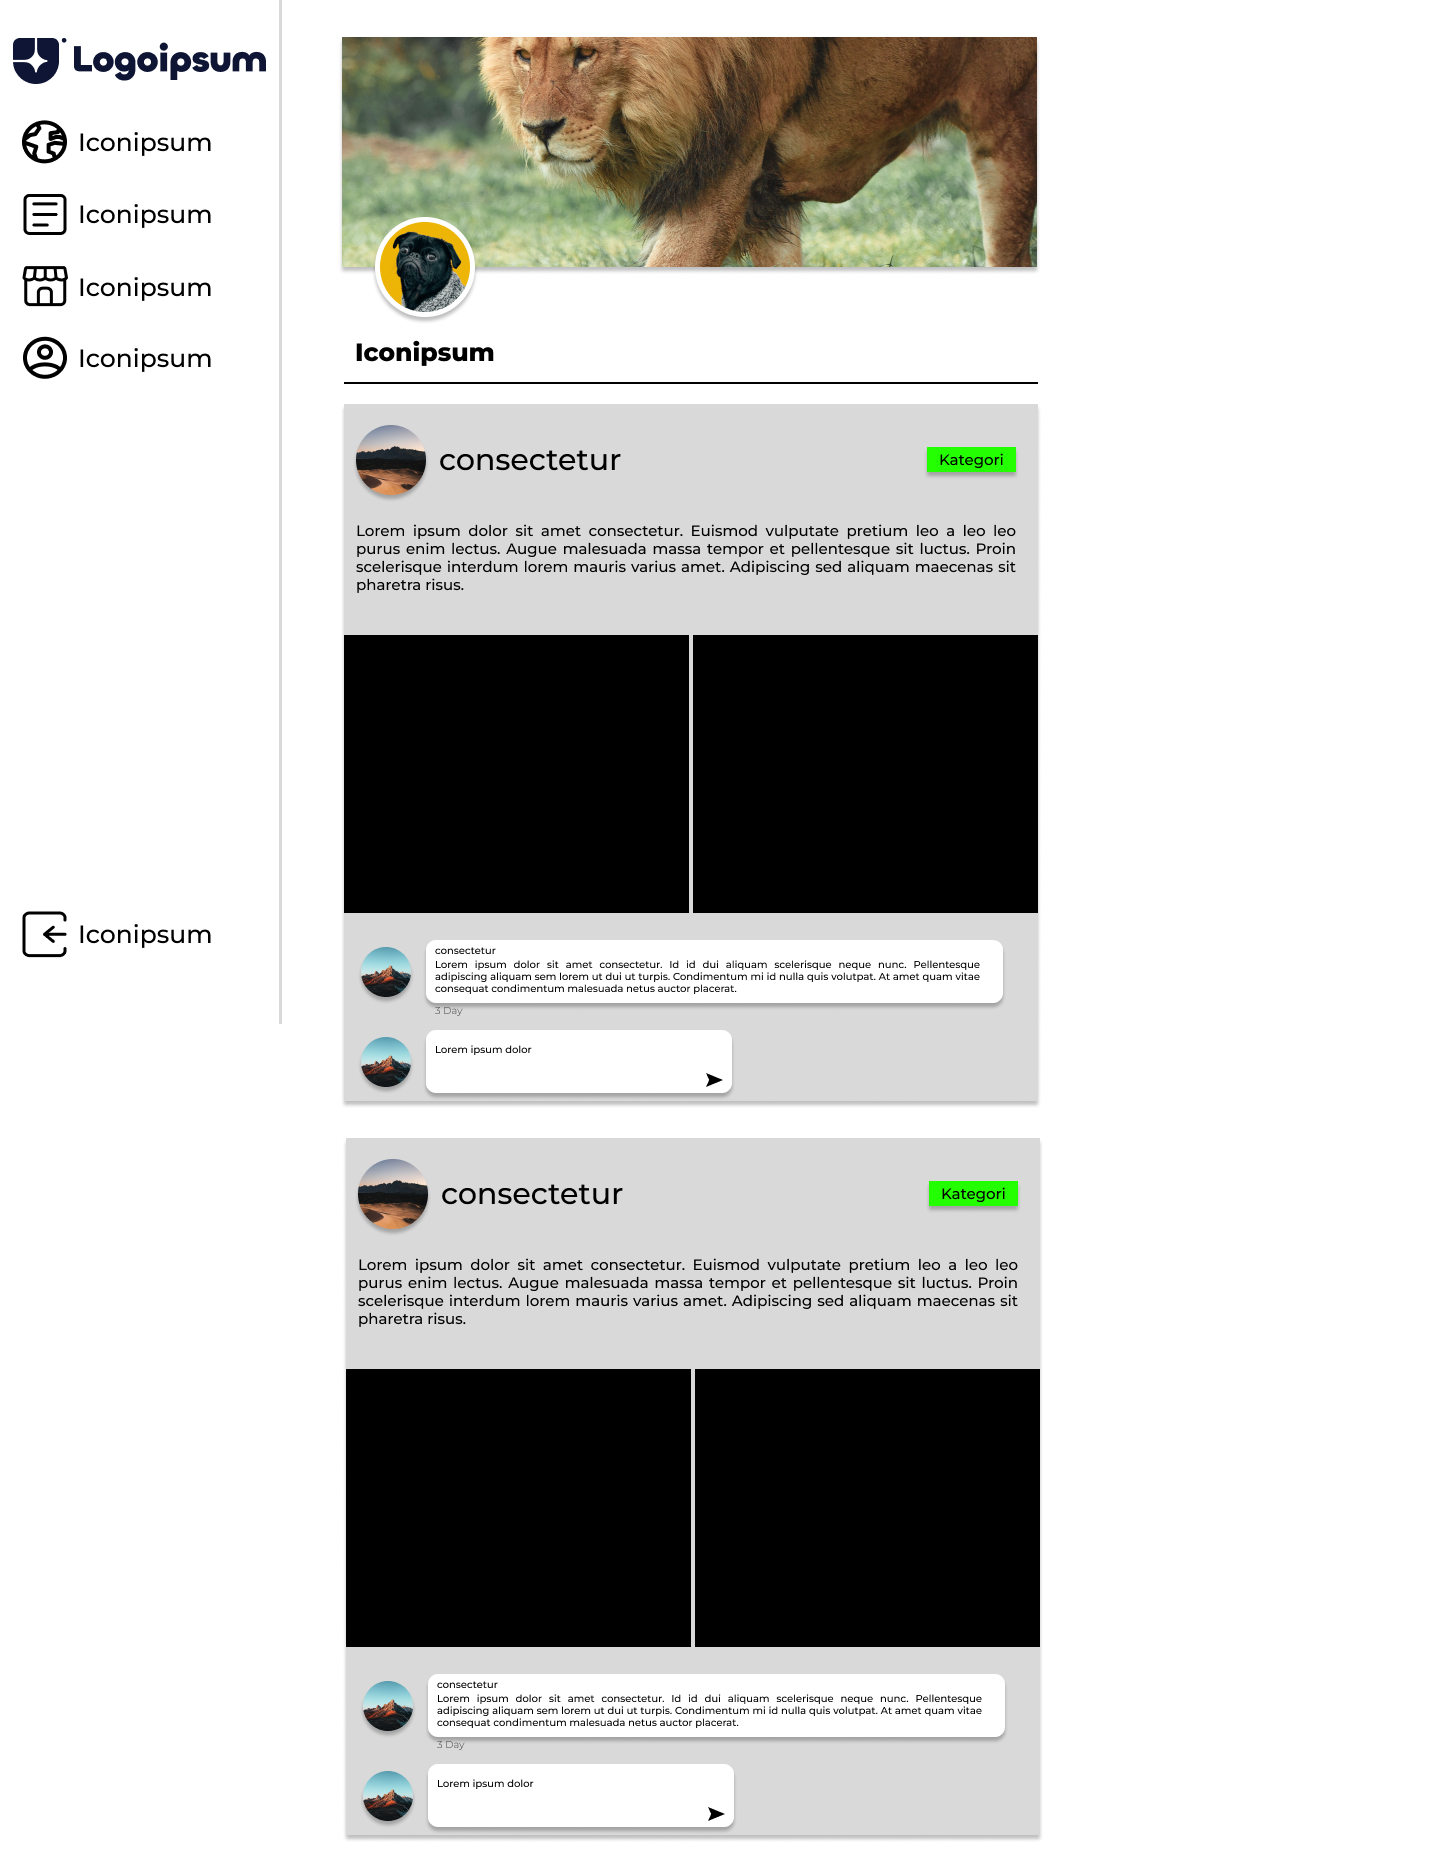 Logoipsum
Iconipsum
Iconipsum
Iconipsum
Iconipsum
Iconipsum
Iconipsum
consectetur
Kategori
Lorem ipsum dolor sit amet consectetur. Euismod vulputate pretium leo a leo leo
purus enim lectus. Augue malesuada massa tempor et pellentesque sit luctus. Proin
scelerisque interdum lorem mauris varius amet. Adipiscing sed aliquam maecenas sit
pharetra risus.
consectetur
Lorem ipsum dolor sit amet consectetur. Id id dui aliquam scelerisque neque nunc. Pellentesque
adipiscing aliquam sem lorem ut dui ut turpis. Condimentum mi id nulla quis volutpat. At amet quam vitae
consequat condimentum malesuada netus auctor placerat.
3 Day
Lorem ipsum dolor
consectetur
Kategori
Lorem ipsum dolor sit amet consectetur. Euismod vulputate pretium leo a leo leo
purus enim lectus. Augue malesuada massa tempor et pellentesque sit luctus. Proin
scelerisque interdum lorem mauris varius amet. Adipiscing sed aliquam maecenas sit
pharetra risus.
consectetur
Lorem ipsum dolor sit amet consectetur. Id id dui aliquam scelerisque neque nunc. Pellentesque
adipiscing aliquam sem lorem ut dui ut turpis. Condimentum mi id nulla quis volutpat. At amet quam vitae
consequat condimentum malesuada netus auctor placerat.
3 Day
Lorem ipsum dolor